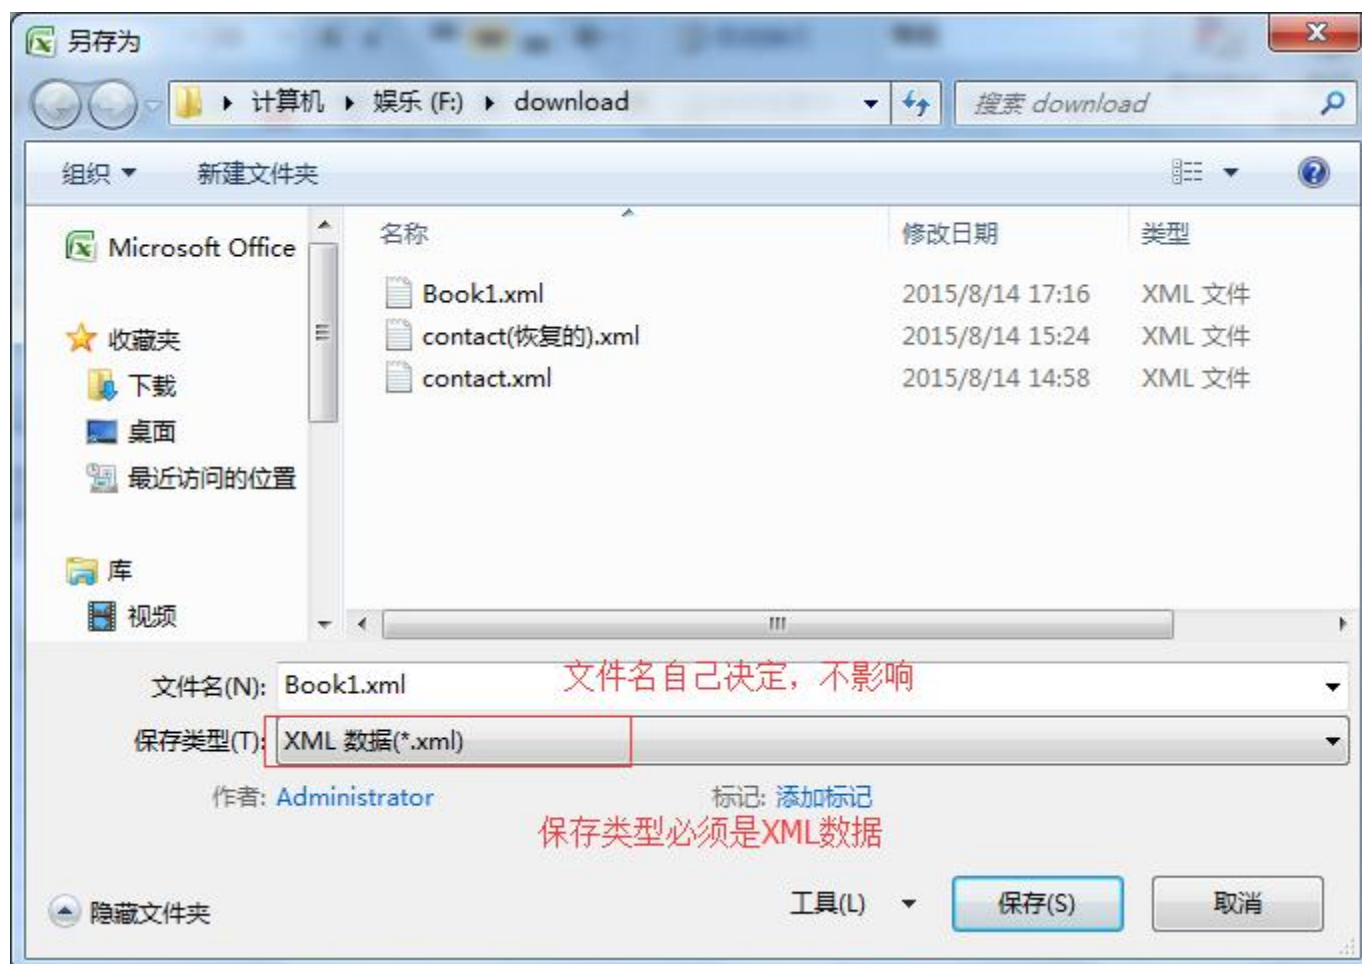 另存为
计算机 娱乐 (F:) download
搜索 download
组织 新建文件夹
Microsoft Office
收藏夹
下载
桌面
最近访问的位置
库
视频
名称 修改日期 类型
Book1.xml 2015/8/14 17:16 XML 文件
contact(恢复的).xml 2015/8/14 15:24 XML 文件
contact.xml 2015/8/14 14:58 XML 文件
文件名(N): Book1.xml 文件名自己决定，不影响
保存类型(T): XML 数据(*.xml)
作者: Administrator 标记: 添加标记
保存类型必须是XML数据
隐藏文件夹 工具(L) 保存(S) 取消